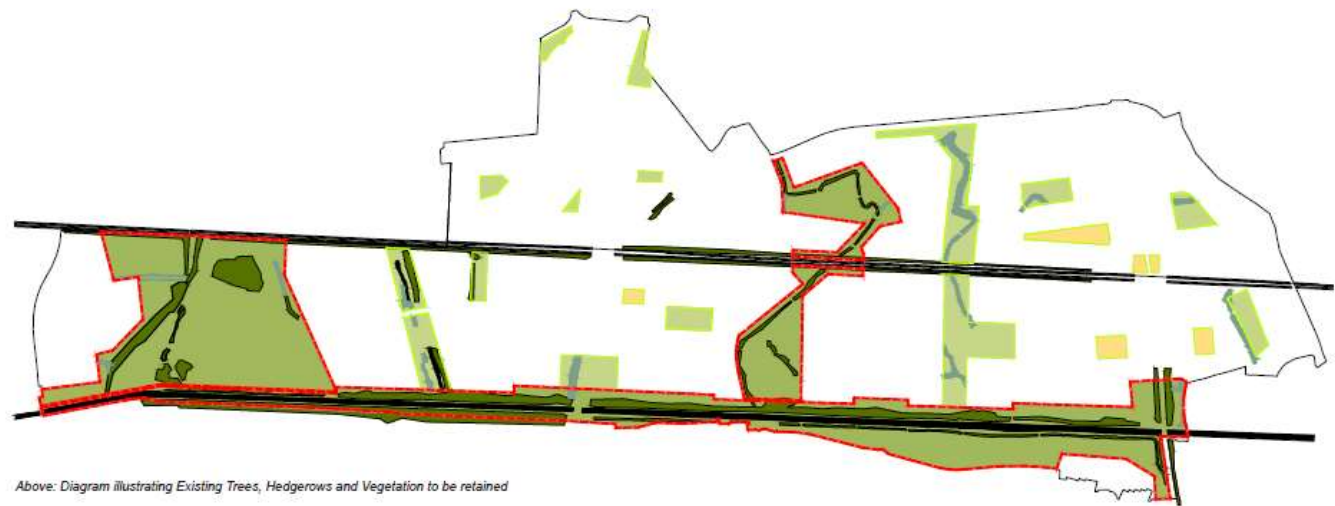 Above: Diagram illustrating Existing Trees, Hedgerows and Vegetation to be retained